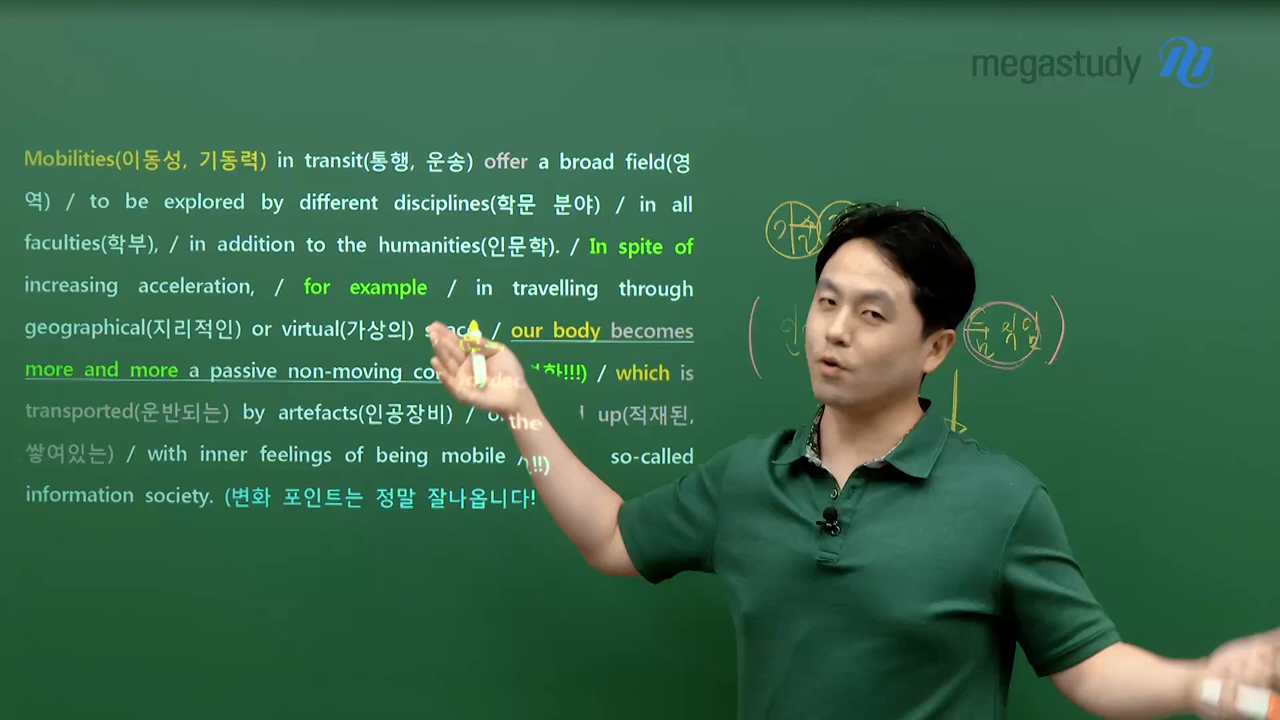 megastudy
Mobilities(이동성, 기동력) in transit(통행, 운송) offer a broad field(영
역) / to be explored by different disciplines(학문 분야) / in all
faculties(학부), / in addition to the humanities(인문학). / In spite of
increasing acceleration, / for example / in travelling through
geographical(지리적인) or virtual(가상의) / our body becomes
more and more a passive non-moving / which is
transported(운반되는) by artefacts(인공장비) / up(적재된,
쌓여있는) / with inner feelings of being mobile / the so-called
information society. (변화 포인트는 정말 잘나옵니다!